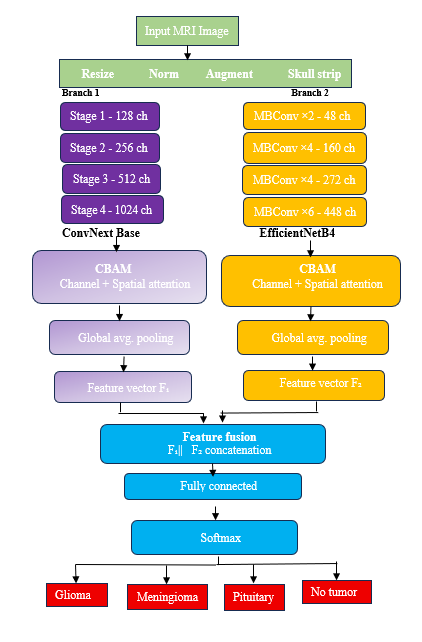 Input MRI Image
Resize Norm Augment Skull strip
Branch 1
Stage 1 - 128 ch
Stage 2 - 256 ch
Stage 3 - 512 ch
Stage 4 - 1024 ch
ConvNext Base
CBAM
Channel + Spatial attention
Global avg. pooling
Feature vector F₁
Branch 2
MBConv ×2 - 48 ch
MBConv ×4 - 160 ch
MBConv ×4 - 272 ch
MBConv ×6 - 448 ch
EfficientNetB4
CBAM
Channel + Spatial attention
Global avg. pooling
Feature vector F₂
Feature fusion
F₁|| F₂ concatenation
Fully connected
Softmax
Glioma
Meningioma
Pituitary
No tumor